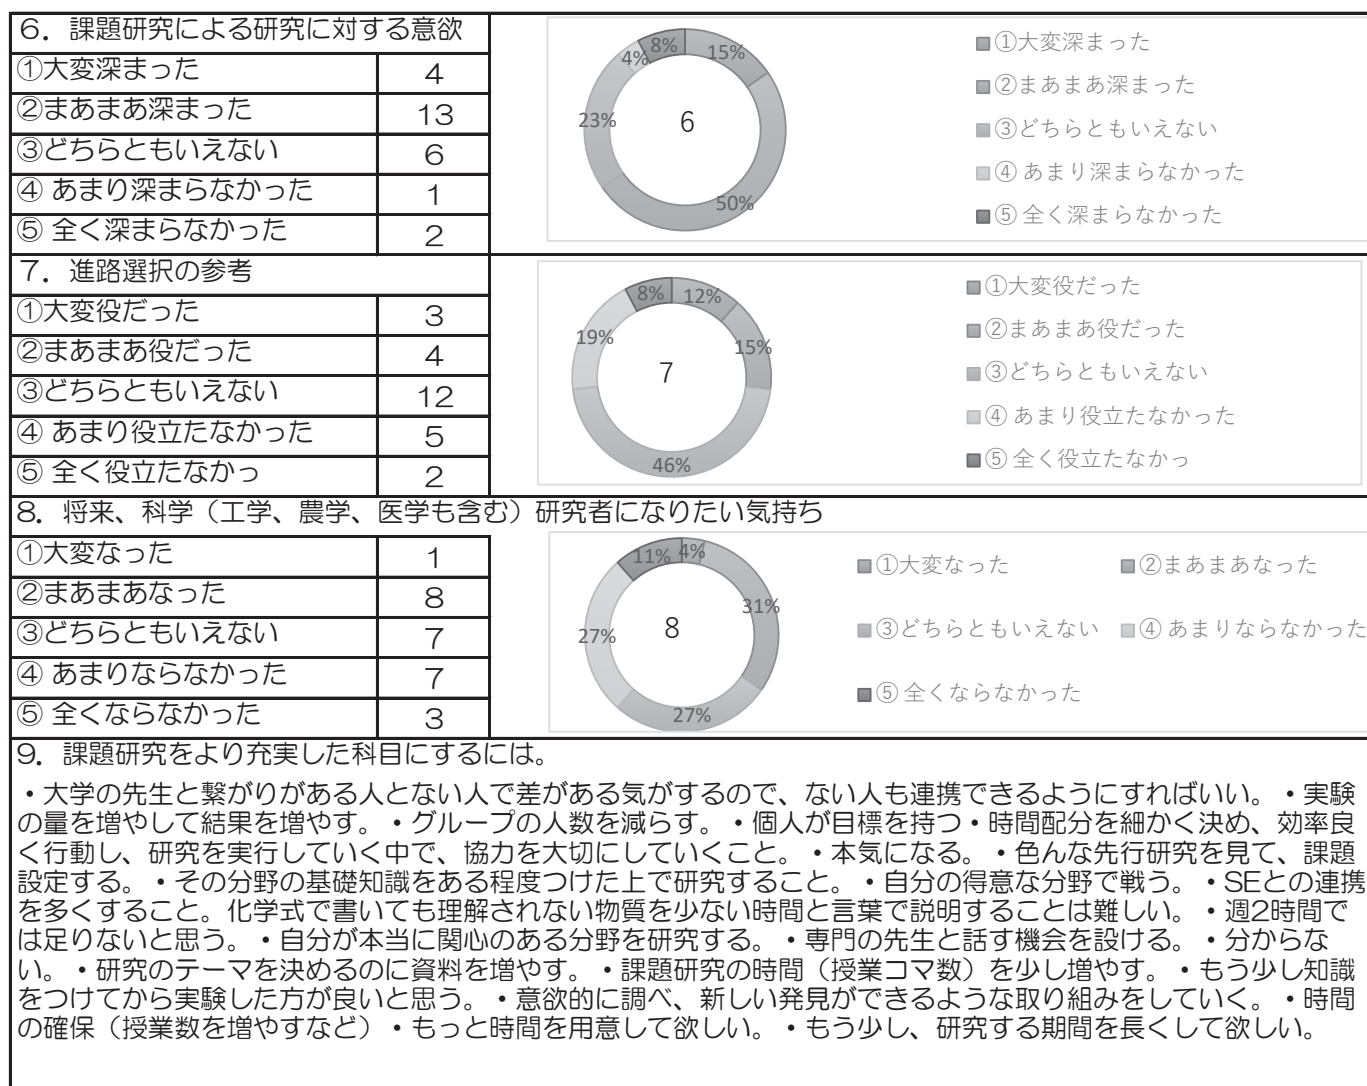 6．課題研究による研究に対する意欲
①大変深まった 4
②まあまあ深まった 13
③どちらともいえない 6
④ あまり深まらなかった 1
⑤ 全く深まらなかった 2
6
15%
50%
23%
4%
8%
■①大変深まった
■②まあまあ深まった
■③どちらともいえない
■④ あまり深まらなかった
■⑤ 全く深まらなかった
7．進路選択の参考
①大変役だった 3
②まあまあ役だった 4
③どちらともいえない 12
④ あまり役立たなかった 5
⑤ 全く役立たなかっ 2
7
12%
15%
46%
19%
8%
■①大変役だった
■②まあまあ役だった
■③どちらともいえない
■④ あまり役立たなかった
■⑤ 全く役立たなかっ
8．将来、科学（工学、農学、医学も含む）研究者になりたい気持ち
①大変なった 1
②まあまあなった 8
③どちらともいえない 7
④ あまりならなかった 7
⑤ 全くならなかった 3
8
4%
31%
27%
27%
11%
■①大変なった ■②まあまあなった
■③どちらともいえない ■④ あまりならなかった
■⑤ 全くならなかった
9．課題研究をより充実した科目にするには。
・大学の先生と繋がりがある人とない人で差がある気がするので、ない人も連携できるようにすればいい。・実験
の量を増やして結果を増やす。・グループの人数を減らす。・個人が目標を持つ・時間配分を細かく決め、効率良
く行動し、研究を実行していく中で、協力を大切にしていくこと。・本気になる。・色んな先行研究を見て、課題
設定する。・その分野の基礎知識をある程度つけた上で研究すること。・自分の得意な分野で戦う。・SEとの連携
を多くすること。化学式で書いても理解されない物質を少ない時間と言葉で説明することは難しい。・週2時間で
は足りないと思う。・自分が本当に関心のある分野を研究する。・専門の先生と話す機会を設ける。・分からな
い。・研究のテーマを決めるのに資料を増やす。・課題研究の時間（授業コマ数）を少し増やす。・もう少し知識
をつけてから実験した方が良いと思う。・意欲的に調べ、新しい発見ができるような取り組みをしていく。・時間
の確保（授業数を増やすなど）・もっと時間を用意して欲しい。・もう少し、研究する期間を長くして欲しい。